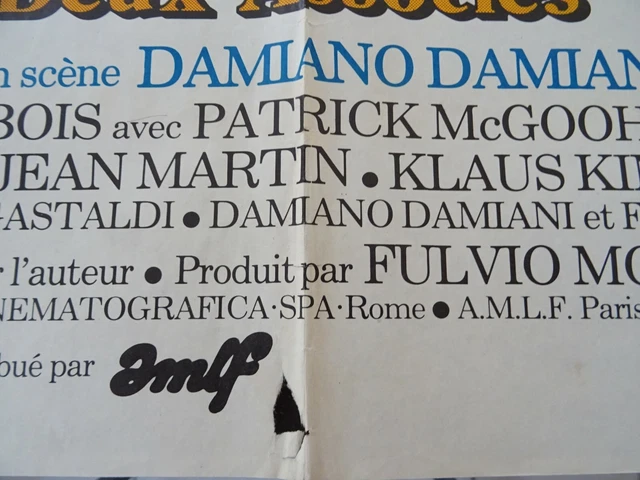 Deux Associés
n scène DAMIANO DAMIAN
BOIS avec PATRICK McGOOH
JEAN MARTIN • KLAUS KI
GASTALDI • DAMIANO DAMIANI et F
r l'auteur • Produit par FULVIO MO
NEMATOGRAFICA·SPA·Rome • A.M.L.F. Paris
bué par amlf